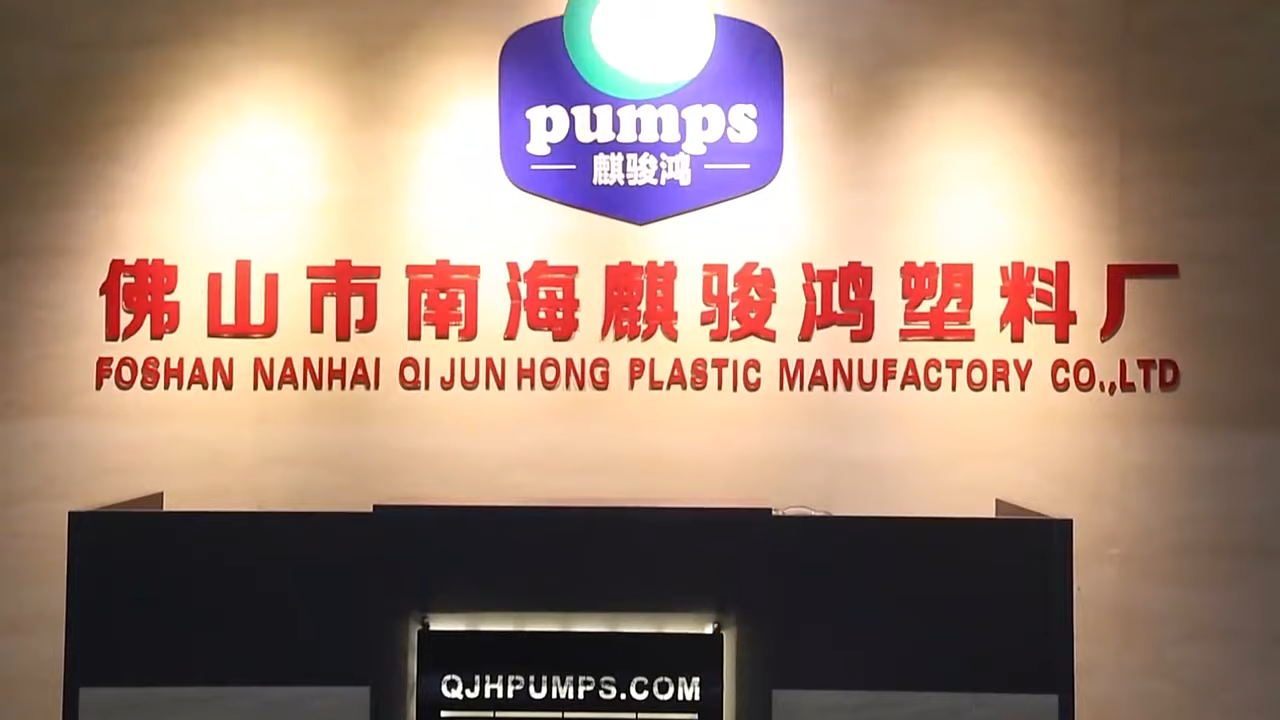 pumps
麒骏鸿
佛山市南海麒骏鸿塑料厂
FOSHAN NANHAI QI JUN HONG PLASTIC MANUFACTORY CO.,LTD
QJHPUMPS.COM